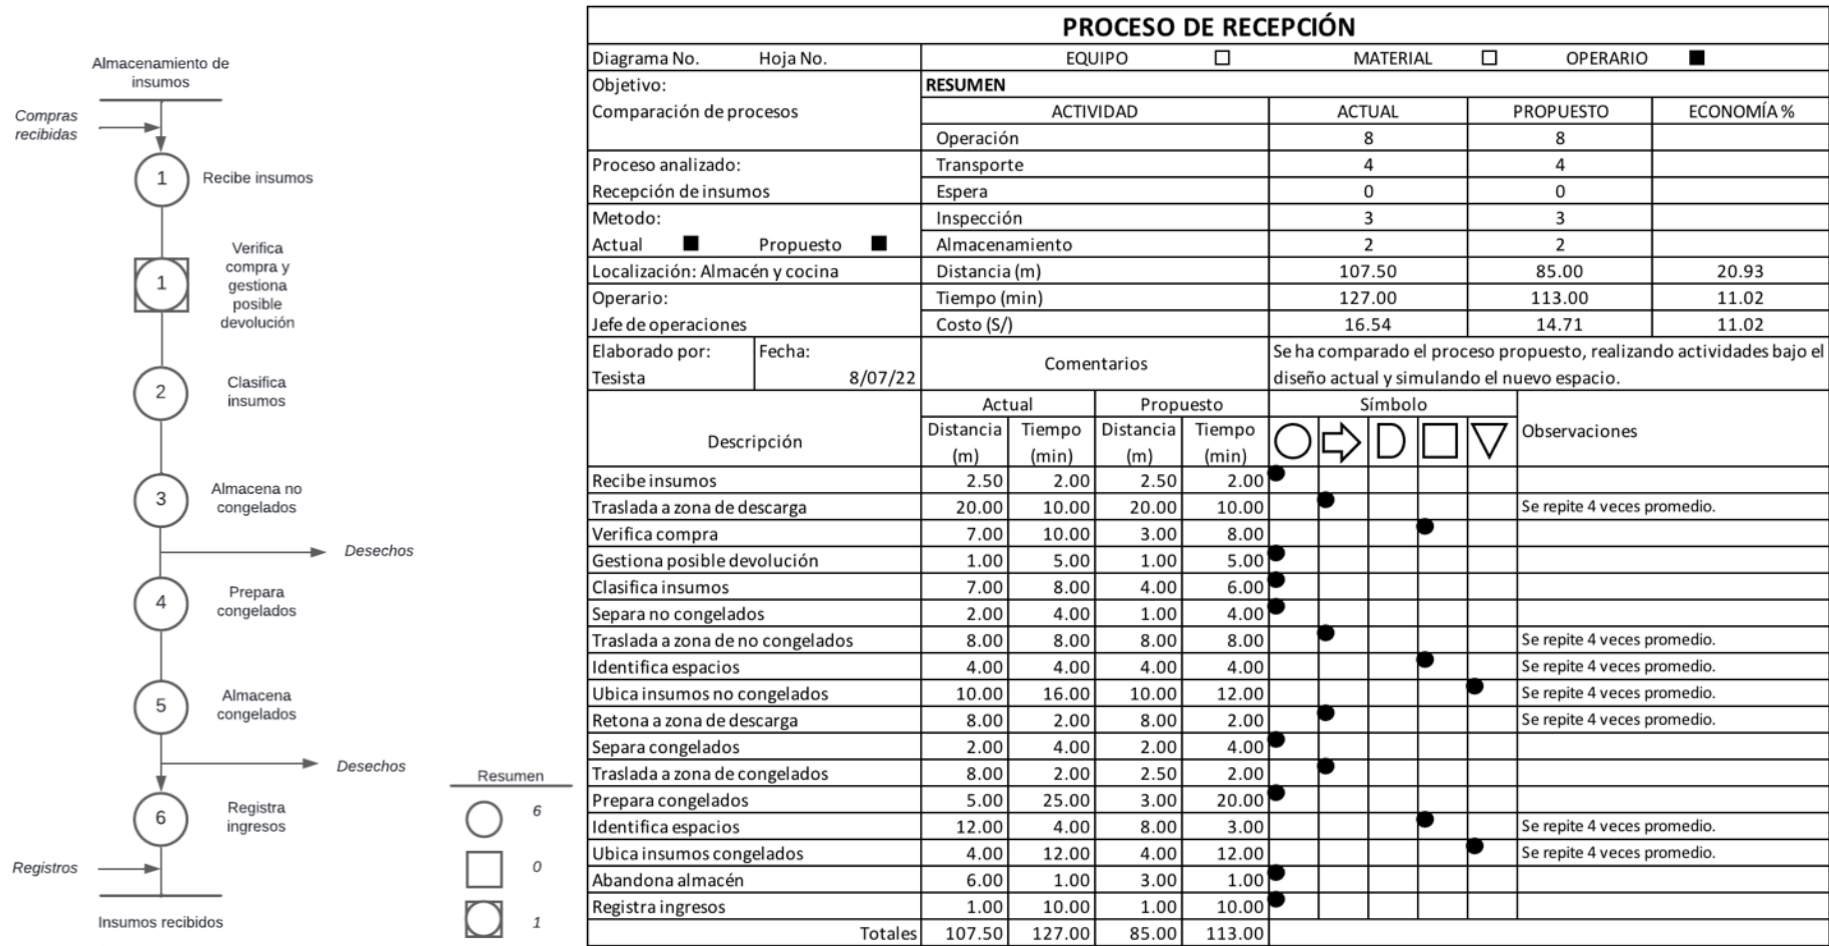 Almacenamiento de
insumos
Compras
recibidas
1
Recibe insumos
1
Verifica
compra y
gestiona
posible
devolución
2
Clasifica
insumos
3
Almacena no
congelados
Desechos
4
Prepara
congelados
5
Almacena
congelados
Desechos
6
Registra
ingresos
Registros
Insumos recibidos
Resumen
6
0
1
PROCESO DE RECEPCIÓN
Diagrama No. Hoja No. EQUIPO MATERIAL OPERARIO
Objetivo: RESUMEN
Comparación de procesos ACTIVIDAD ACTUAL PROPUESTO ECONOMÍA %
Operación 8 8
Proceso analizado: Transporte 4 4
Recepción de insumos Espera 0 0
Metodo: Inspección 3 3
Actual Propuesto Almacenamiento 2 2
Localización: Almacén y cocina Distancia (m) 107.50 85.00 20.93
Operario: Tiempo (min) 127.00 113.00 11.02
Jefe de operaciones Costo (S/) 16.54 14.71 11.02
Elaborado por: Fecha: Comentarios Se ha comparado el proceso propuesto, realizando actividades bajo el
Tesista 8/07/22 diseño actual y simulando el nuevo espacio.
Descripción Actual Propuesto Símbolo Observaciones
Distancia Tiempo Distancia Tiempo
(m) (min) (m) (min)
Recibe insumos 2.50 2.00 2.50 2.00
Traslada a zona de descarga 20.00 10.00 20.00 10.00 Se repite 4 veces promedio.
Verifica compra 7.00 10.00 3.00 8.00
Gestiona posible devolución 1.00 5.00 1.00 5.00
Clasifica insumos 7.00 8.00 4.00 6.00
Separa no congelados 2.00 4.00 1.00 4.00
Traslada a zona de no congelados 8.00 8.00 8.00 8.00 Se repite 4 veces promedio.
Identifica espacios 4.00 4.00 4.00 4.00 Se repite 4 veces promedio.
Ubica insumos no congelados 10.00 16.00 10.00 12.00 Se repite 4 veces promedio.
Retona a zona de descarga 8.00 2.00 8.00 2.00 Se repite 4 veces promedio.
Separa congelados 2.00 4.00 2.00 4.00
Traslada a zona de congelados 8.00 2.00 2.50 2.00
Prepara congelados 5.00 25.00 3.00 20.00
Identifica espacios 12.00 4.00 8.00 3.00 Se repite 4 veces promedio.
Ubica insumos congelados 4.00 12.00 4.00 12.00 Se repite 4 veces promedio.
Abandona almacén 6.00 1.00 3.00 1.00
Registra ingresos 1.00 10.00 1.00 10.00
Totales 107.50 127.00 85.00 113.00